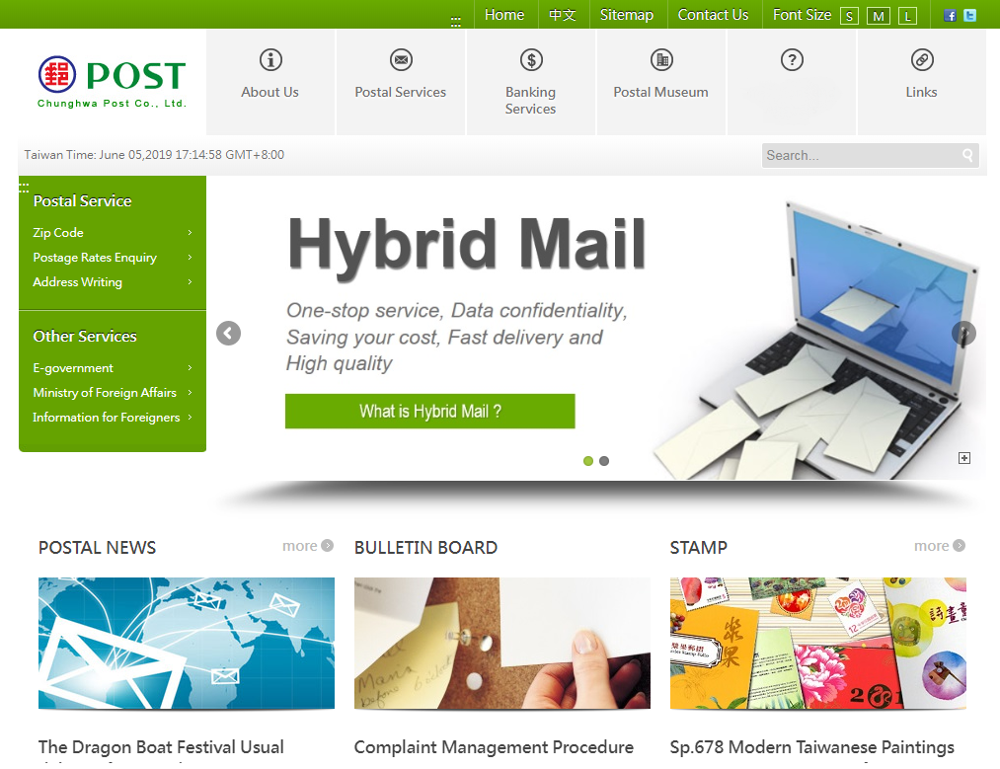 :::
Home
中文
Sitemap
Contact Us
Font Size
S
M
L
郵 POST
Chunghwa Post Co., Ltd.
About Us
Postal Services
Banking
Services
Postal Museum
?
Links
Taiwan Time: June 05,2019 17:14:58 GMT+8:00
Search...
:::
Postal Service
Zip Code
Postage Rates Enquiry
Address Writing
Other Services
E-government
Ministry of Foreign Affairs
Information for Foreigners
Hybrid Mail
One-stop service, Data confidentiality,
Saving your cost, Fast delivery and
High quality
What is Hybrid Mail ?
POSTAL NEWS
more
BULLETIN BOARD
STAMP
more
The Dragon Boat Festival Usual
Complaint Management Procedure
Sp.678 Modern Taiwanese Paintings